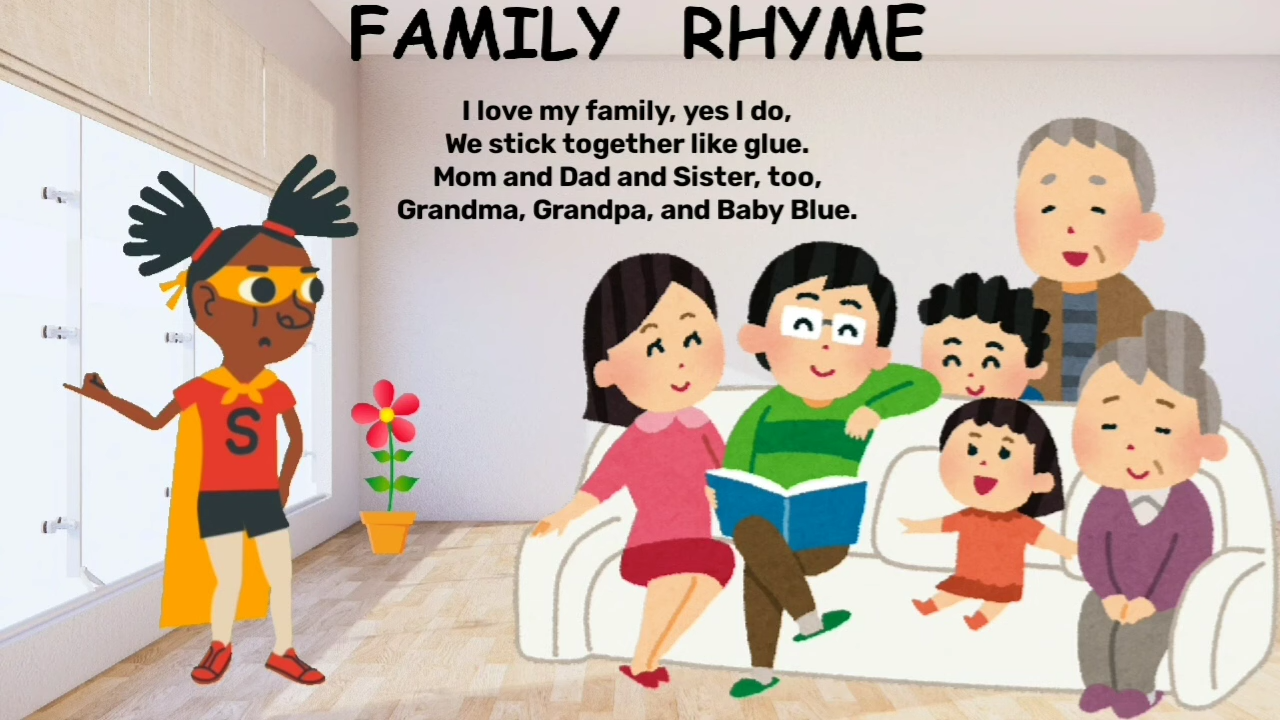 FAMILY RHYME
I love my family, yes I do,
We stick together like glue.
Mom and Dad and Sister, too,
Grandma, Grandpa, and Baby Blue.
S